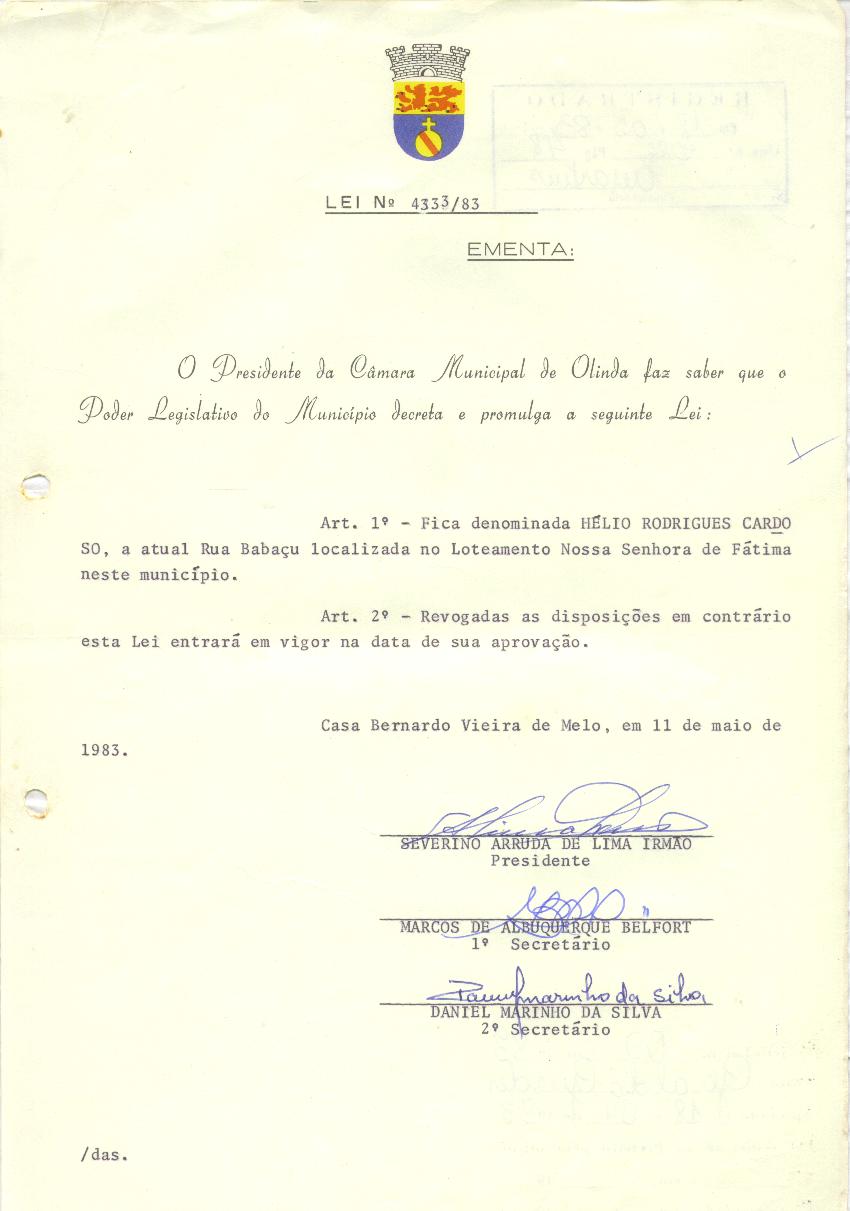 LEI Nº 4333/83
EMENTA:
O Presidente da Câmara Municipal de Olinda faz saber que o
Poder Legislativo do Município decreta e promulga a seguinte Lei:
Art. 1º - Fica denominada HÉLIO RODRIGUES CARDO
SO, a atual Rua Babaçu localizada no Loteamento Nossa Senhora de Fátima
neste município.
Art. 2º - Revogadas as disposições em contrário
esta Lei entrará em vigor na data de sua aprovação.
Casa Bernardo Vieira de Melo, em 11 de maio de
1983.
SEVERINO ARRUDA DE LIMA IRMÃO
Presidente
MARCOS DE ALBUQUERQUE BELFORT
1º Secretário
marinho da Silva
DANIEL MARINHO DA SILVA
2º Secretário
/das.